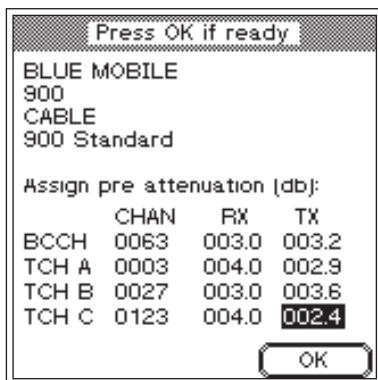 Press OK if ready
BLUE MOBILE
900
CABLE
900 Standard
Assign pre attenuation (db):
CHAN RX TX
BCCH 0063 003.0 003.2
TCH A 0003 004.0 002.9
TCH B 0027 003.0 003.6
TCH C 0123 004.0 002.4
OK